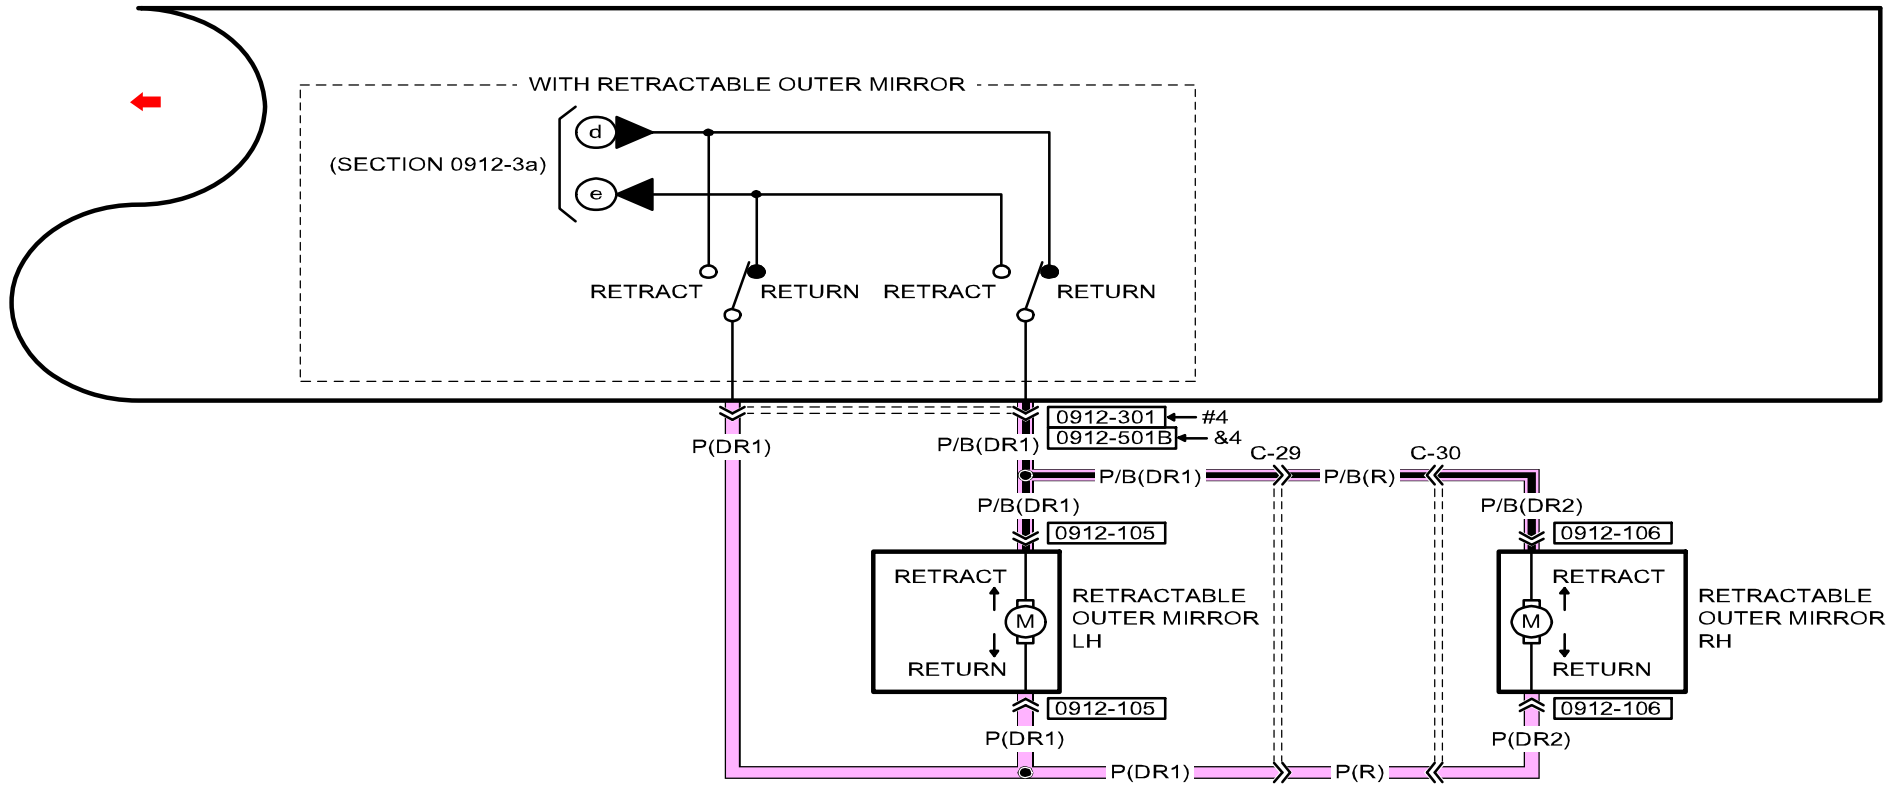 WITH RETRACTABLE OUTER MIRROR
d
(SECTION 0912-3a)
e
RETRACT
RETURN
RETRACT
RETURN
0912-301
#4
P(DR1)
P/B(DR1)
0912-501B
&4
C-29
C-30
P/B(DR1)
P/B(R)
P/B(DR1)
P/B(DR2)
0912-105
0912-106
RETRACT
M
RETURN
RETRACTABLE
OUTER MIRROR
LH
RETRACT
M
RETURN
RETRACTABLE
OUTER MIRROR
RH
0912-105
0912-106
P(DR1)
P(DR2)
P(DR1)
P(R)